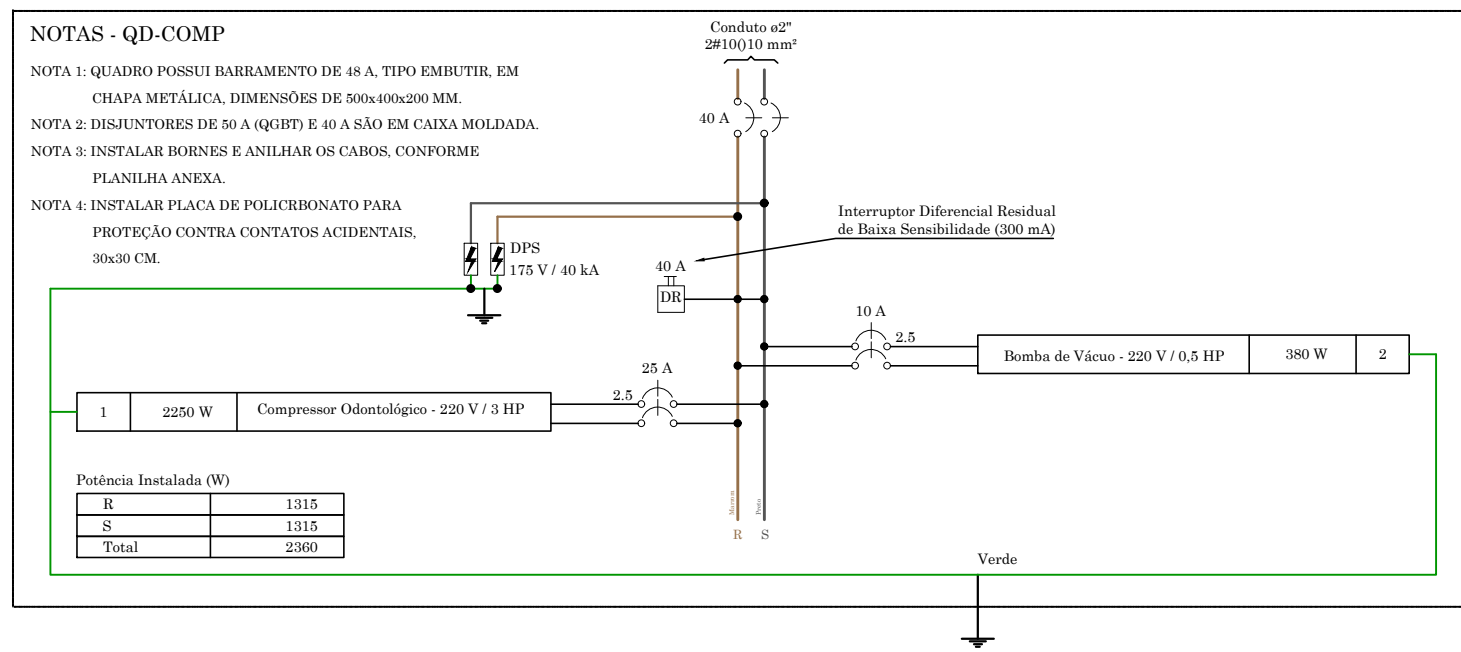 NOTAS - QD-COMP
NOTA 1: QUADRO POSSUI BARRAMENTO DE 48 A, TIPO EMBUTIR, EM
CHAPA METÁLICA, DIMENSÕES DE 500x400x200 MM.
NOTA 2: DISJUNTORES DE 50 A (QGBT) E 40 A SÃO EM CAIXA MOLDADA.
NOTA 3: INSTALAR BORNES E ANILHAR OS CABOS, CONFORME
PLANILHA ANEXA.
NOTA 4: INSTALAR PLACA DE POLICRBONATO PARA
PROTEÇÃO CONTRA CONTATOS ACIDENTAIS,
30x30 CM.
Conduto ø2"
2#10()10 mm²
40 A
DPS
175 V / 40 kA
Interruptor Diferencial Residual
de Baixa Sensibilidade (300 mA)
40 A
DR
10 A
2.5
Bomba de Vácuo - 220 V / 0,5 HP 380 W 2
25 A
2.5
1 2250 W Compressor Odontológico - 220 V / 3 HP
Potência Instalada (W)
R 1315
S 1315
Total 2360
Marrom
Preto
R S
Verde